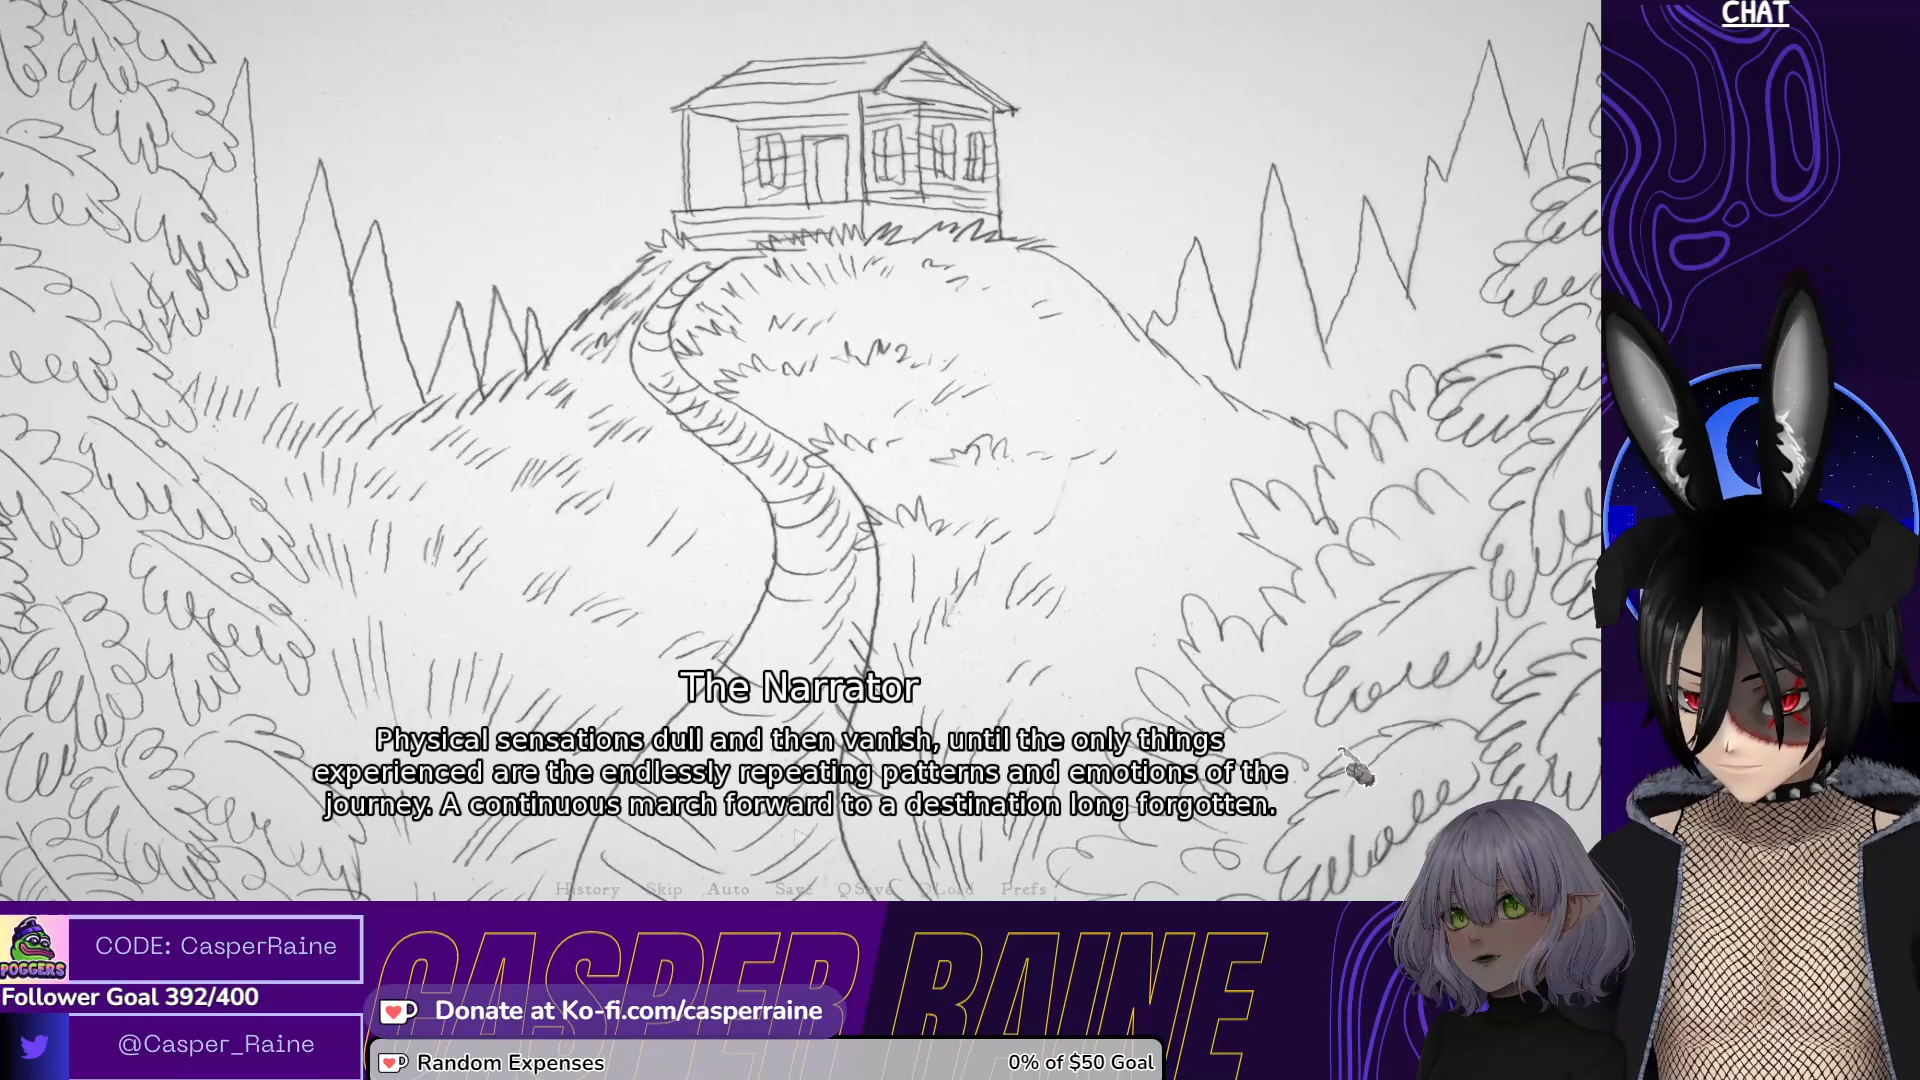 CHAT
The Narrator
Physical sensations dull and then vanish, until the only things
experienced are the endlessly repeating patterns and emotions of the
journey. A continuous march forward to a destination long forgotten.
History Skip Auto Save Q.Save Q.Load Prefs
POGGERS
CODE: CasperRaine
Follower Goal 392/400
@Casper_Raine
CASPER RAINE
Donate at Ko-fi.com/casperraine
Random Expenses 0% of $50 Goal